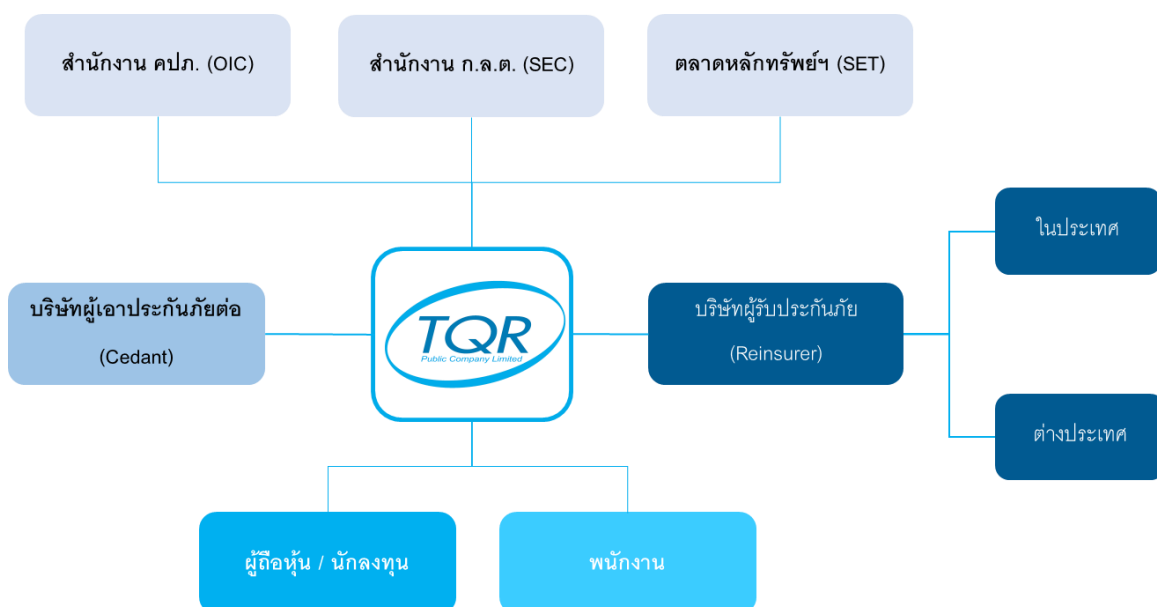 สำนักงาน คปภ. (OIC)
สำนักงาน ก.ล.ต. (SEC)
ตลาดหลักทรัพย์ฯ (SET)
ในประเทศ
บริษัทผู้เอาประกันภัยต่อ
(Cedant)
TQR
Public Company Limited
บริษัทผู้รับประกันภัย
(Reinsurer)
ต่างประเทศ
ผู้ถือหุ้น / นักลงทุน
พนักงาน